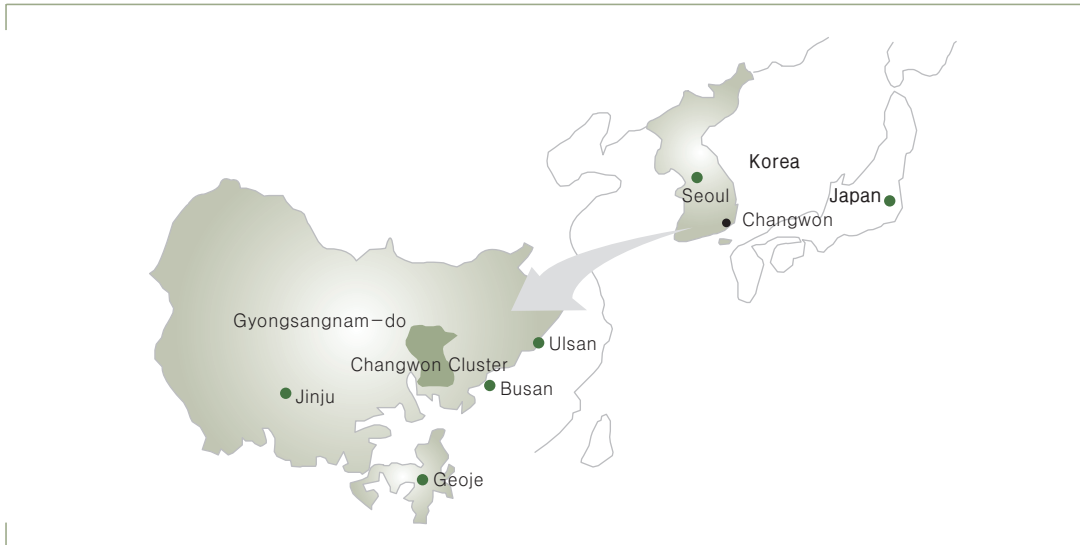 Korea
Seoul
Japan
Changwon
Gyongsangnam-do
Ulsan
Changwon Cluster
Busan
Jinju
Geoje